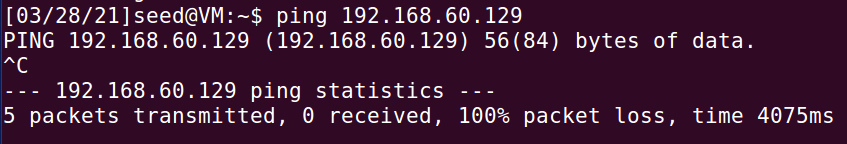 [03/28/21]seed@VM:~$ ping 192.168.60.129
PING 192.168.60.129 (192.168.60.129) 56(84) bytes of data.
^C
--- 192.168.60.129 ping statistics ---
5 packets transmitted, 0 received, 100% packet loss, time 4075ms